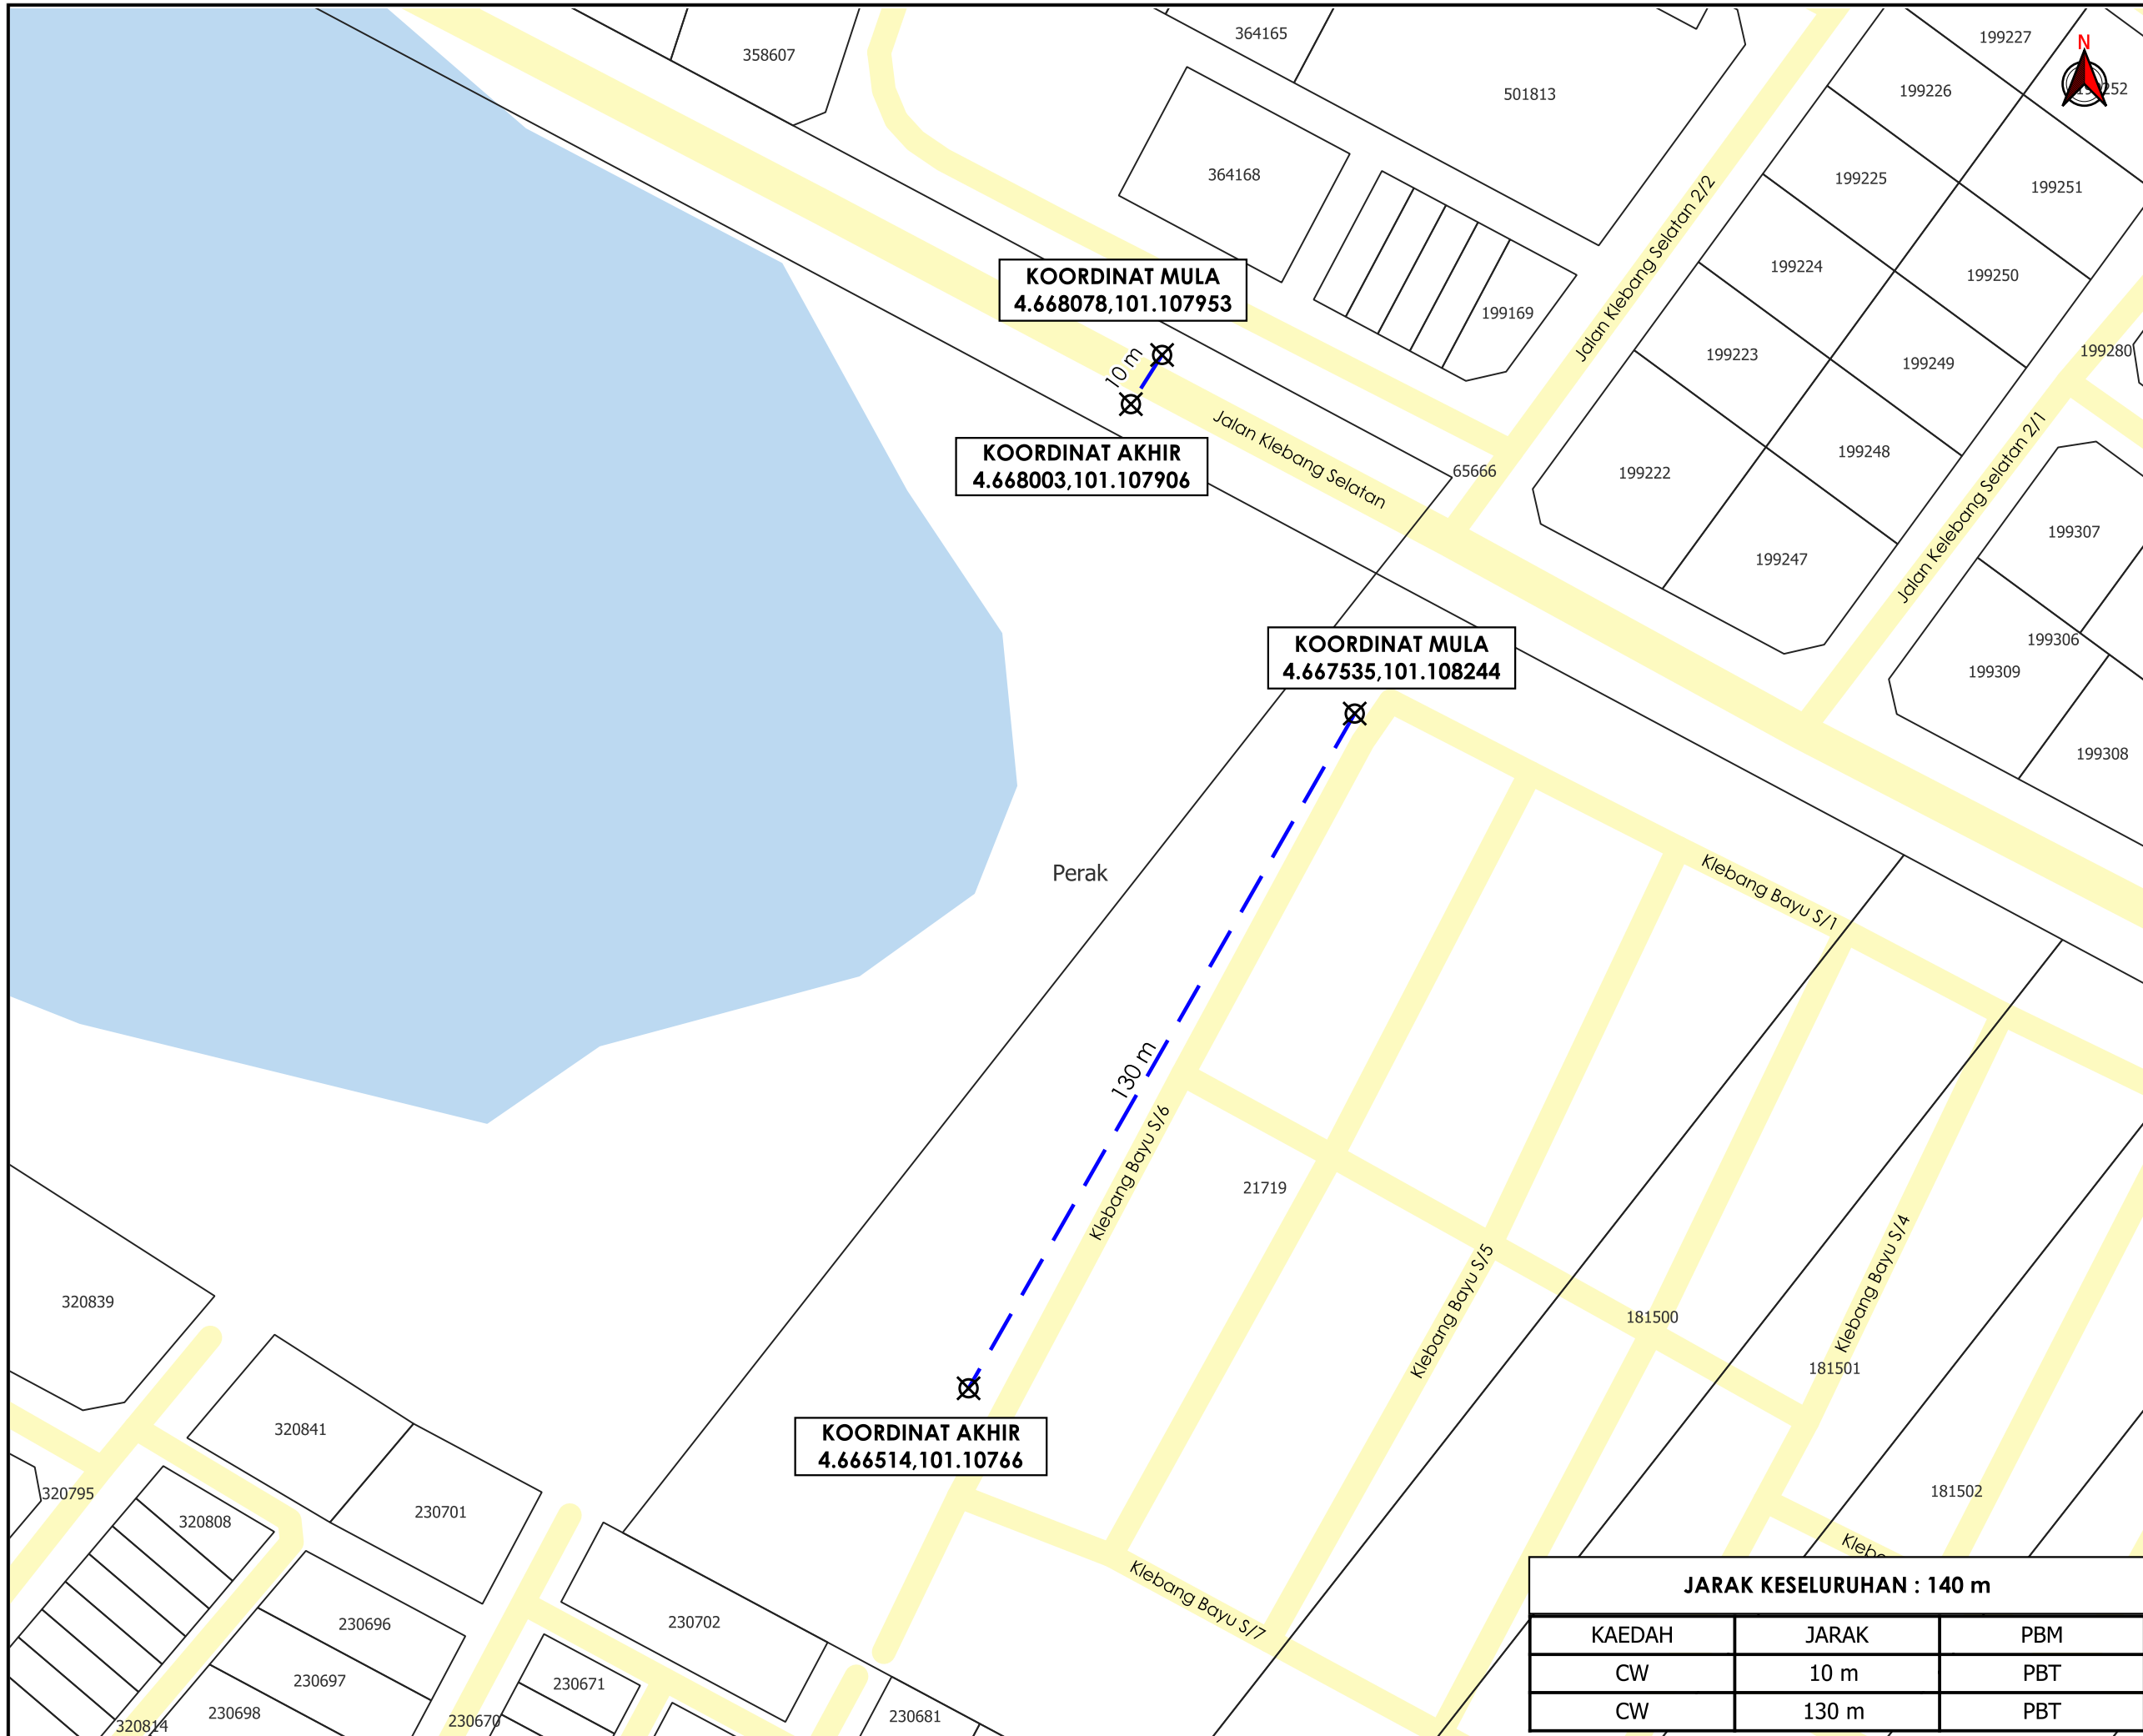 358607
364165
501813
199227
N
199226
364168
199225
199251
Jalan Klebang Selatan 2/2
KOORDINAT MULA
4.668078,101.107953
199224
199250
199169
10 m
199223
199249
199280
KOORDINAT AKHIR
4.668003,101.107906
Jalan Klebang Selatan
65666
199222
199248
Jalan Kelebang Selatan 2/1
199307
199247
199306
199309
KOORDINAT MULA
4.667535,101.108244
199308
Perak
Klebang Bayu S/1
130 m
Klebang Bayu S/6
21719
Klebang Bayu S/5
Klebang Bayu S/4
320839
181500
181501
320841
KOORDINAT AKHIR
4.666514,101.10766
320795
230701
320808
181502
Klebang Bayu S/7
230696
230702
230697
230671
230698
320814
230670
230681
JARAK KESELURUHAN : 140 m
KAEDAH JARAK PBM
CW 10 m PBT
CW 130 m PBT